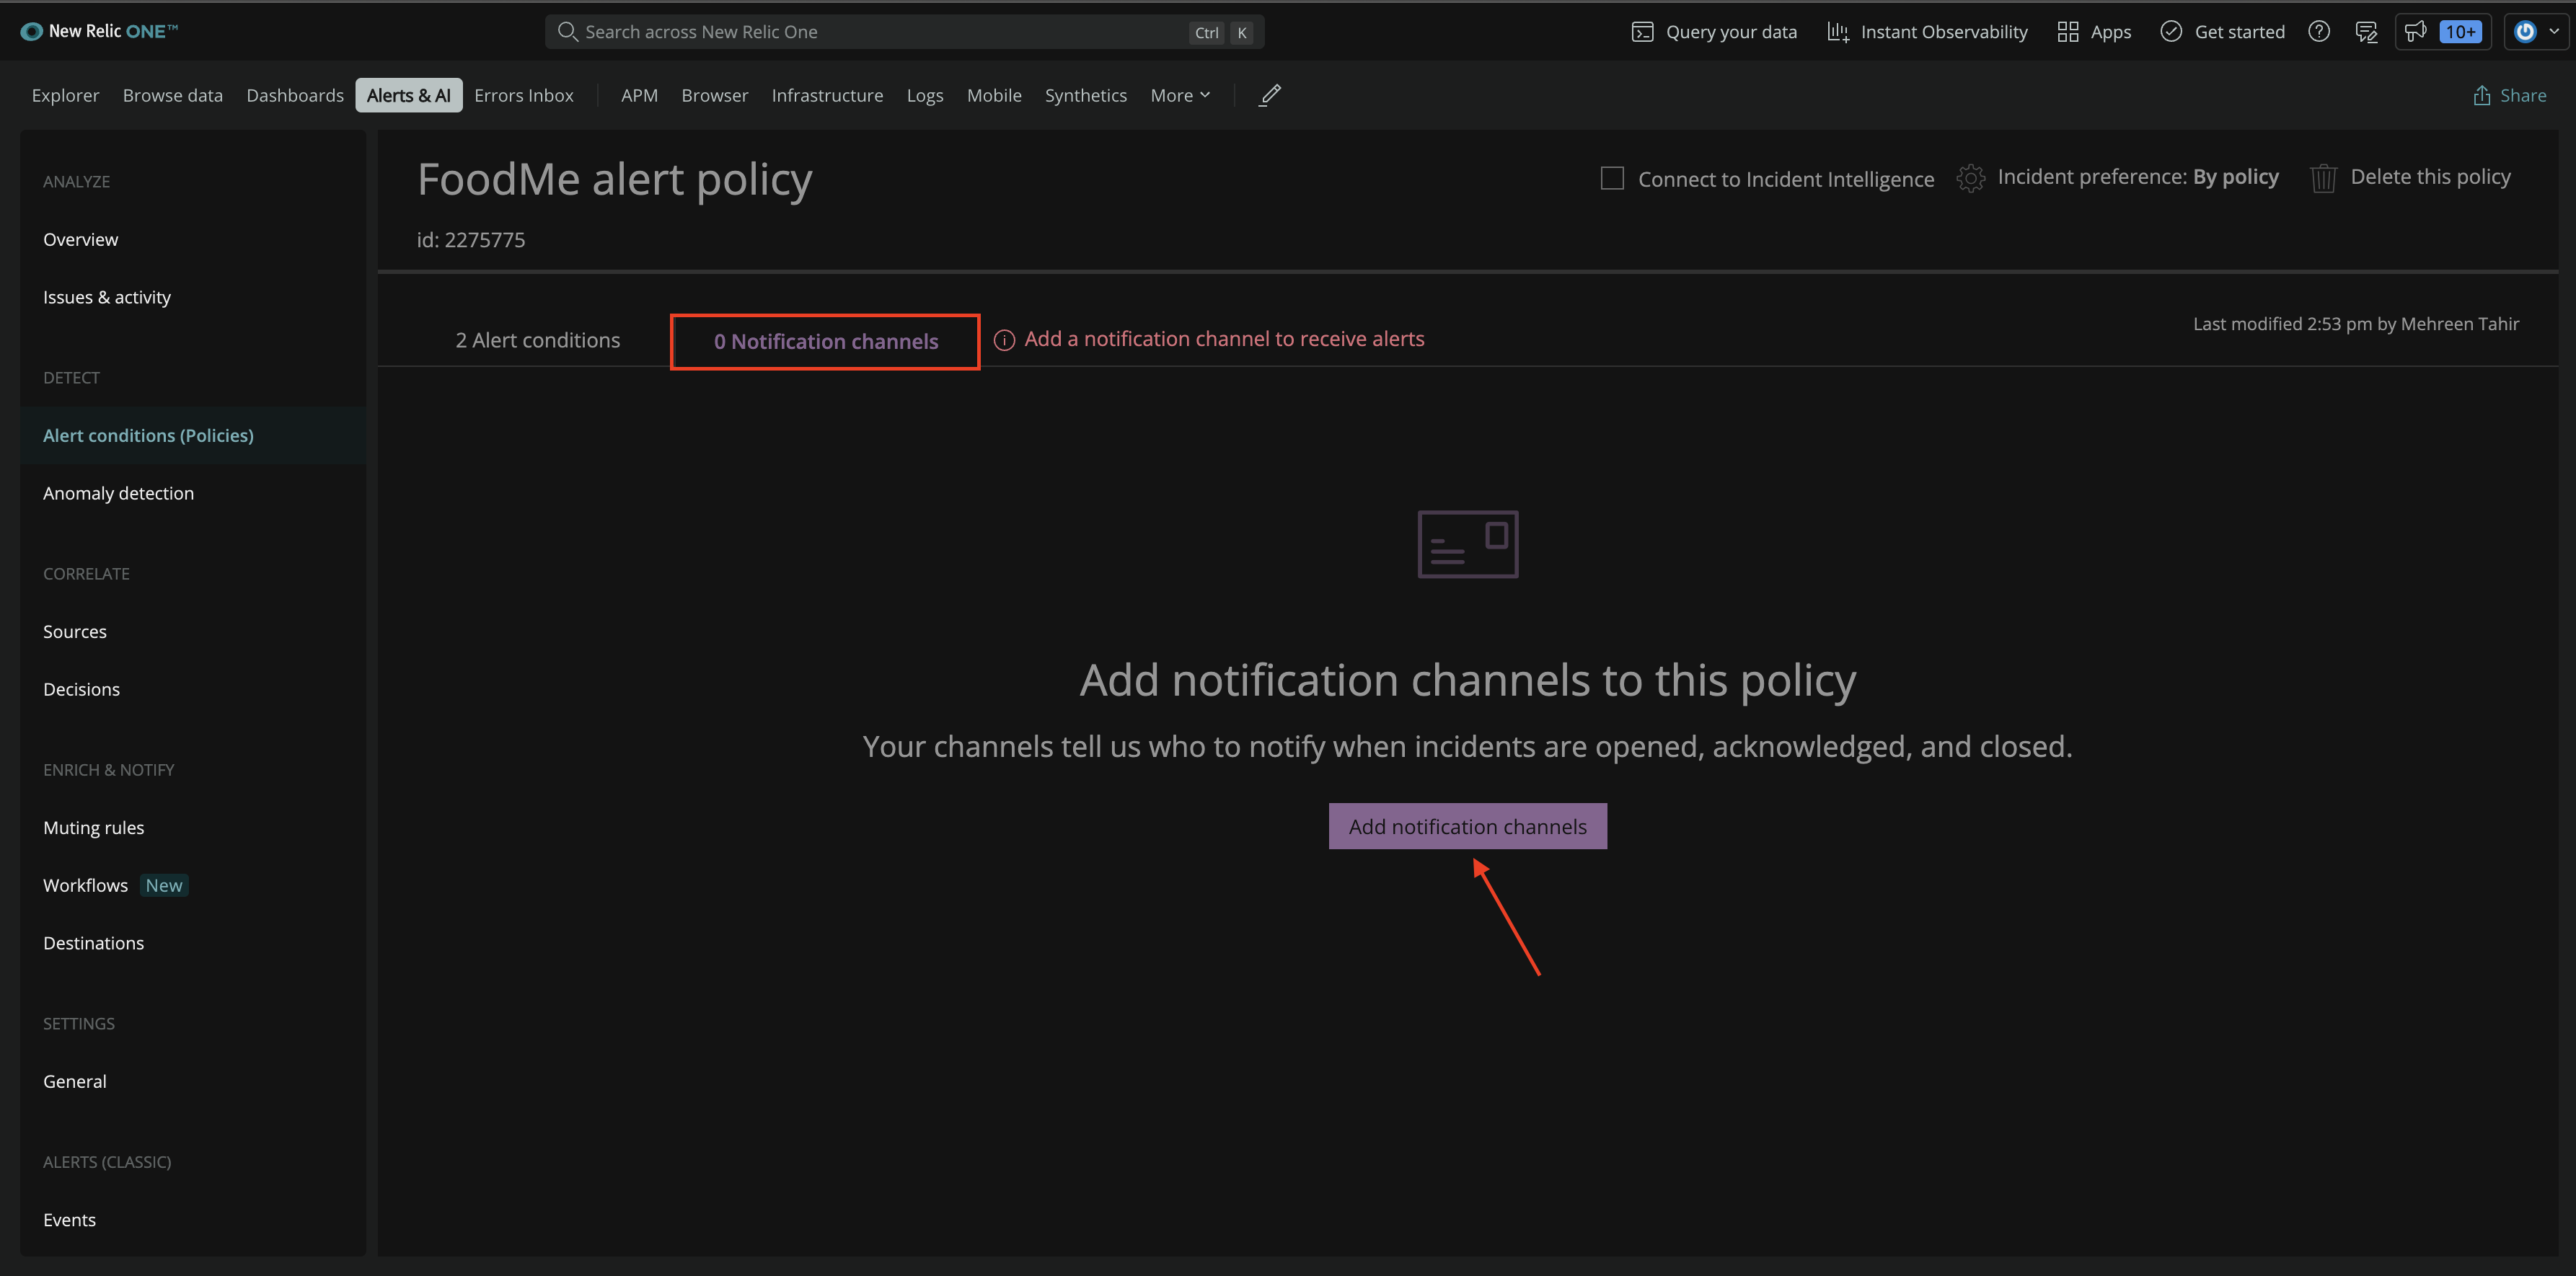 New Relic ONE™
Search across New Relic One
Ctrl K
Query your data
Instant Observability
Apps
Get started
10+
Explorer
Browse data
Dashboards
Alerts & AI
Errors Inbox
APM
Browser
Infrastructure
Logs
Mobile
Synthetics
More
Share
ANALYZE
Overview
Issues & activity
DETECT
Alert conditions (Policies)
Anomaly detection
CORRELATE
Sources
Decisions
ENRICH & NOTIFY
Muting rules
Workflows New
Destinations
SETTINGS
General
ALERTS (CLASSIC)
Events
FoodMe alert policy
id: 2275775
Connect to Incident Intelligence
Incident preference: By policy
Delete this policy
2 Alert conditions
0 Notification channels
Add a notification channel to receive alerts
Last modified 2:53 pm by Mehreen Tahir
Add notification channels to this policy
Your channels tell us who to notify when incidents are opened, acknowledged, and closed.
Add notification channels